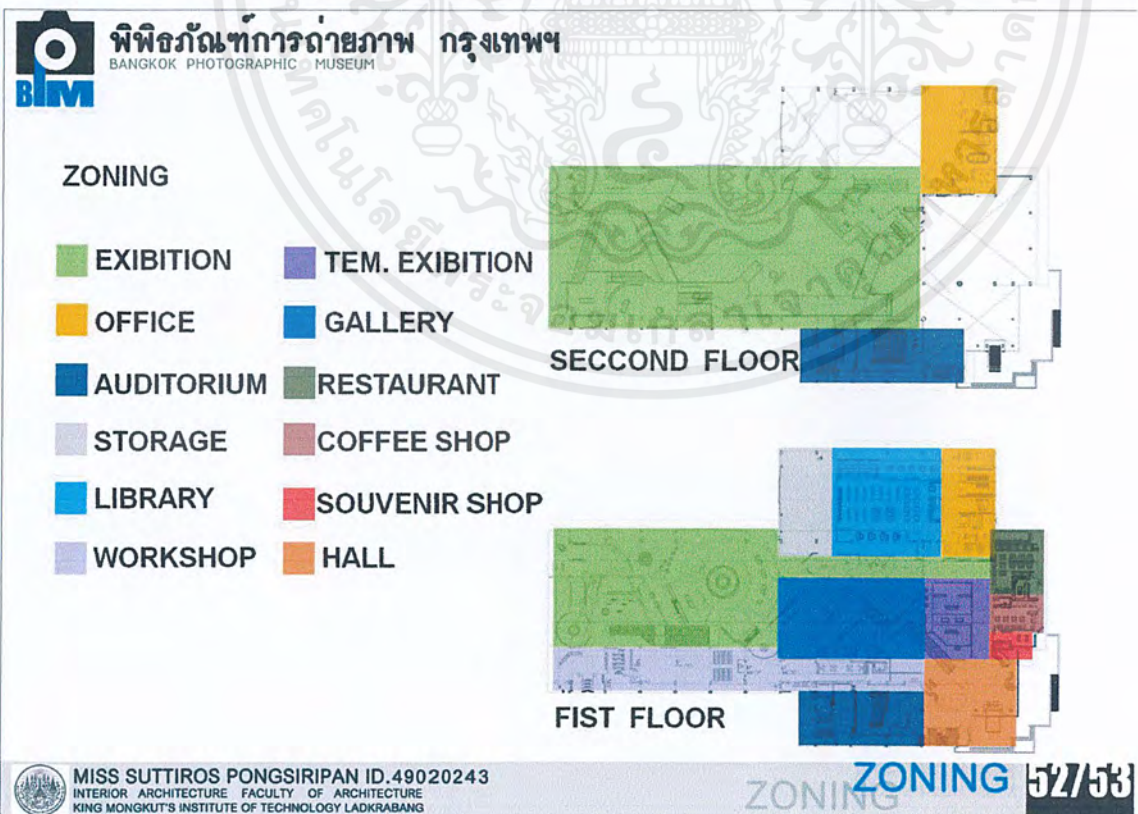 พิพิธภัณฑ์การถ่ายภาพ กรุงเทพฯ
BANGKOK PHOTOGRAPHIC MUSEUM
BPM
ZONING
EXIBITION
TEM. EXIBITION
OFFICE
GALLERY
AUDITORIUM
RESTAURANT
STORAGE
COFFEE SHOP
LIBRARY
SOUVENIR SHOP
WORKSHOP
HALL
SECCOND FLOOR
FIST FLOOR
MISS SUTTIROS PONGSIRIPAN ID.49020243
INTERIOR ARCHITECTURE FACULTY OF ARCHITECTURE
KING MONGKUT'S INSTITUTE OF TECHNOLOGY LADKRABANG
ZONING
ZONING
52/53